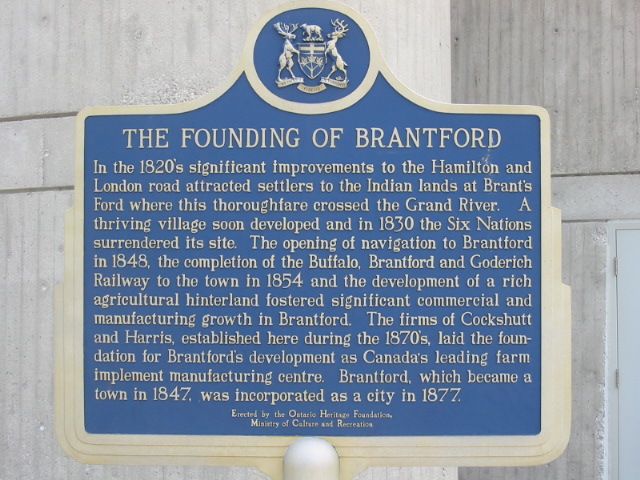 THE FOUNDING OF BRANTFORD
In the 1820's significant improvements to the Hamilton and
London road attracted settlers to the Indian lands at Brant's
Ford where this thoroughfare crossed the Grand River. A
thriving village soon developed and in 1830 the Six Nations
surrendered its site. The opening of navigation to Brantford
in 1848, the completion of the Buffalo, Brantford and Goderich
Railway to the town in 1854 and the development of a rich
agricultural hinterland fostered significant commercial and
manufacturing growth in Brantford. The firms of Cockshutt
and Harris, established here during the 1870's, laid the foun-
dation for Brantford's development as Canada's leading farm
implement manufacturing centre. Brantford, which became a
town in 1847, was incorporated as a city in 1877.
Erected by the Ontario Heritage Foundation,
Ministry of Culture and Recreation